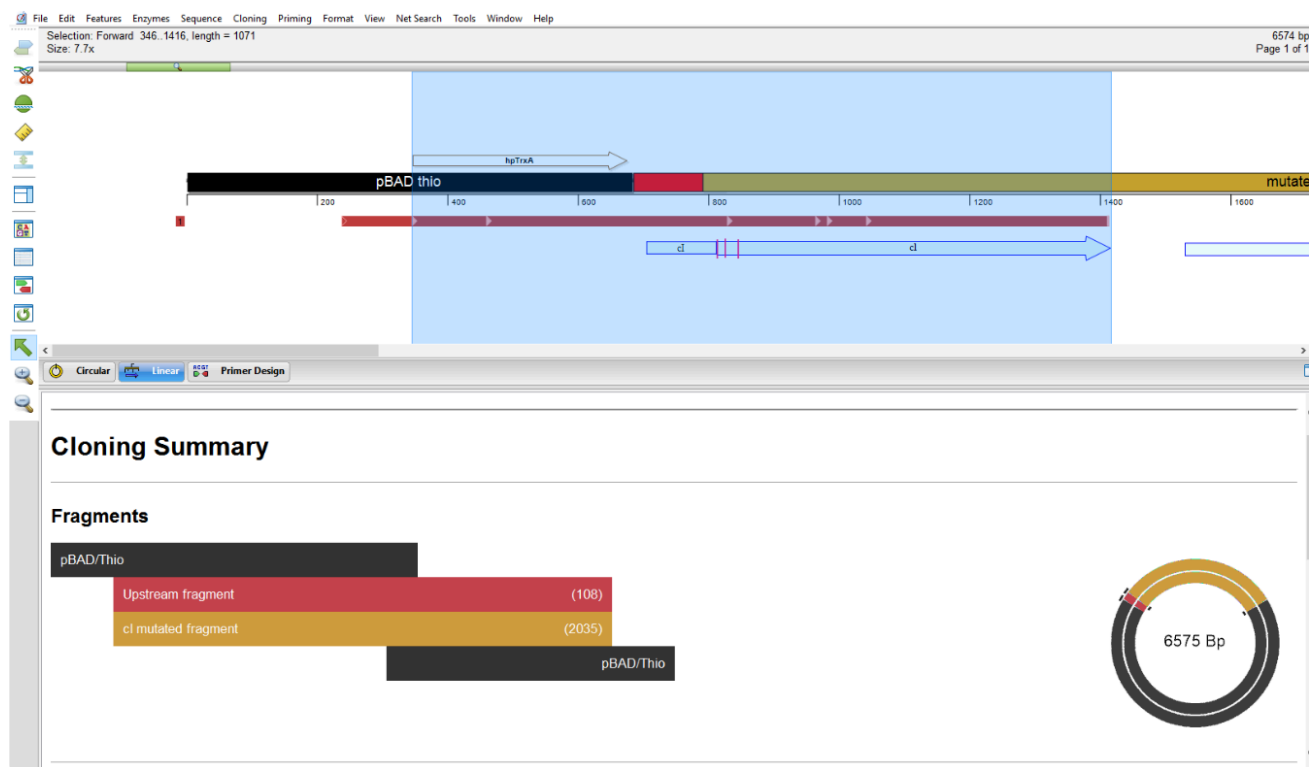 File Edit Features Enzymes Sequence Cloning Priming Format View Net Search Tools Window Help
Selection: Forward 346..1416, length = 1071
6574 bp
Size: 7.7x
Page 1 of 1
hpTrxA
pBAD thio
mutate
200 400 600 800 1000 1200 1400 1600
1
cI cI
Circular Linear Primer Design
Cloning Summary
Fragments
pBAD/Thio
Upstream fragment (108)
cI mutated fragment (2035)
pBAD/Thio
6575 Bp